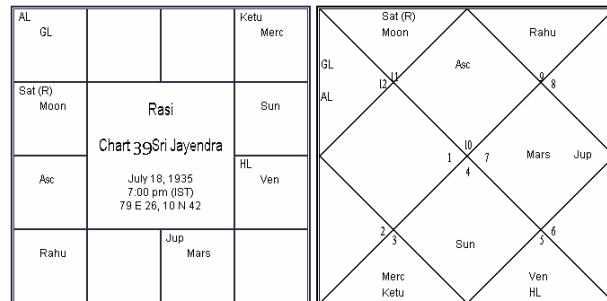 AL
GL
Ketu
Merc
Sat (R)
Moon
Rasi
Chart 39 Sri Jayendra
July 18, 1935
7:00 pm (IST)
79 E 26, 10 N 42
Sun
Asc
HL
Ven
Rahu
Jup
Mars
Sat (R)
Moon
Rahu
GL
AL
11
12
Asc
9
8
10
1
7
4
Mars Jup
2
3
Sun
6
5
Merc
Ketu
Ven
HL